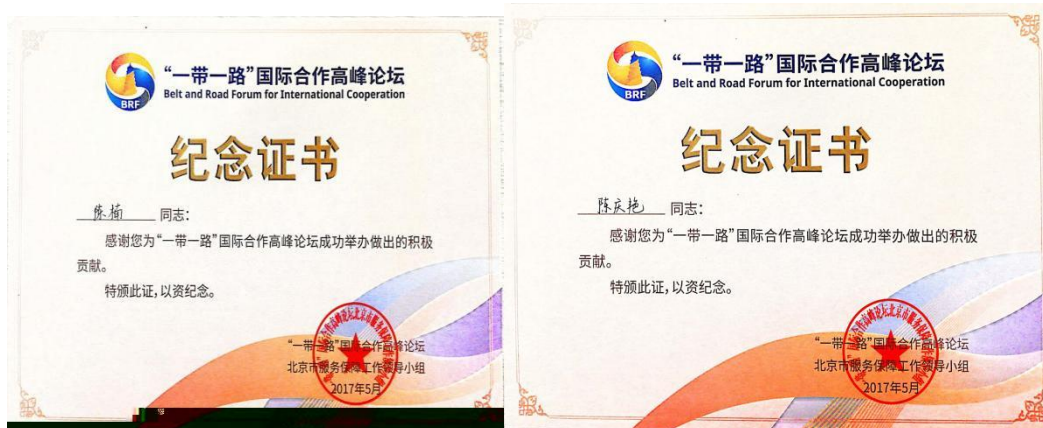 “一带一路”国际合作高峰论坛
Belt and Road Forum for International Cooperation
BRF
纪念证书
陈楠 同志:
感谢您为“一带一路”国际合作高峰论坛成功举办做出的积极
贡献。
特颁此证,以资纪念。
“一带一路”国际合作高峰论坛
北京市服务保障工作领导小组
2017年5月
“一带一路”国际合作高峰论坛
Belt and Road Forum for International Cooperation
BRF
纪念证书
陈庆艳 同志:
感谢您为“一带一路”国际合作高峰论坛成功举办做出的积极
贡献。
特颁此证,以资纪念。
“一带一路”国际合作高峰论坛
北京市服务保障工作领导小组
2017年5月